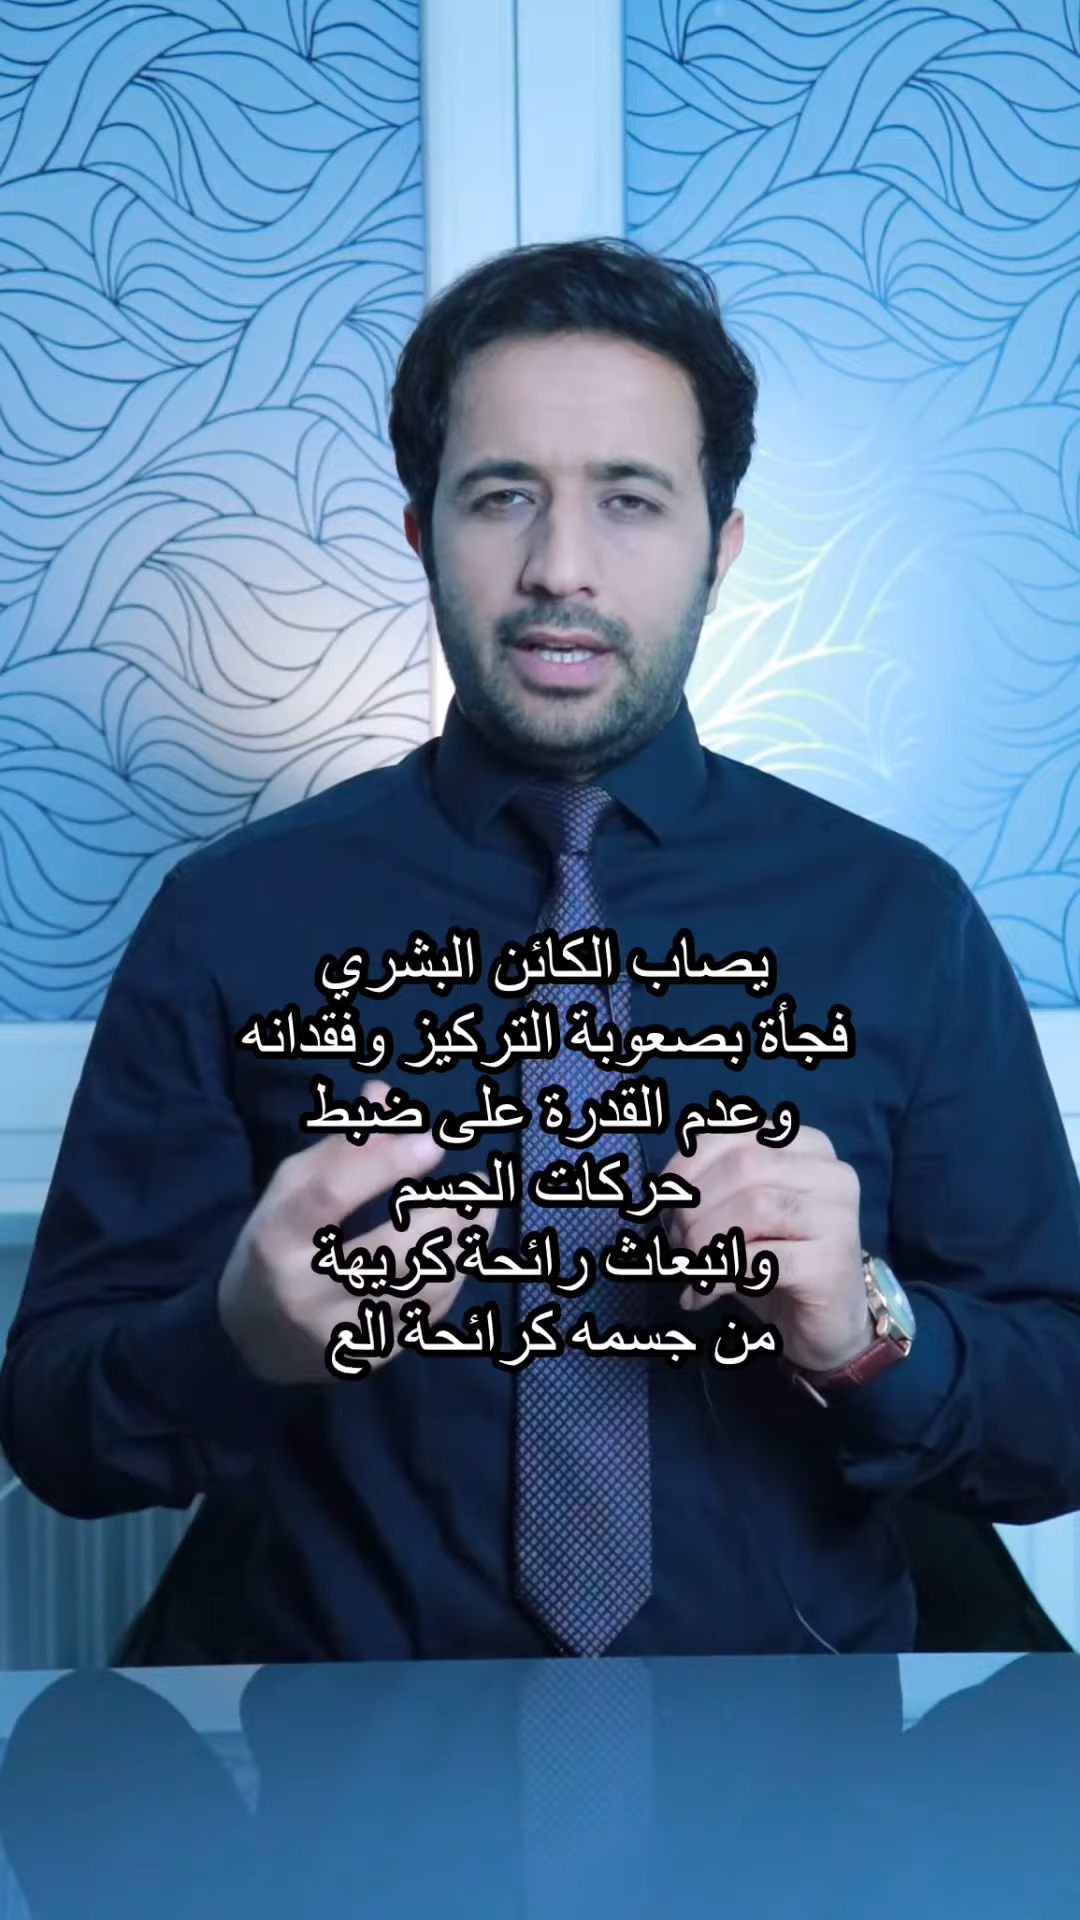 يصاب الكائن البشري
فجأة بصعوبة التركيز وفقدانه
وعدم القدرة على ضبط
حركات الجسم
وانبعاث رائحة كريهة
من جسمه كرائحة الع